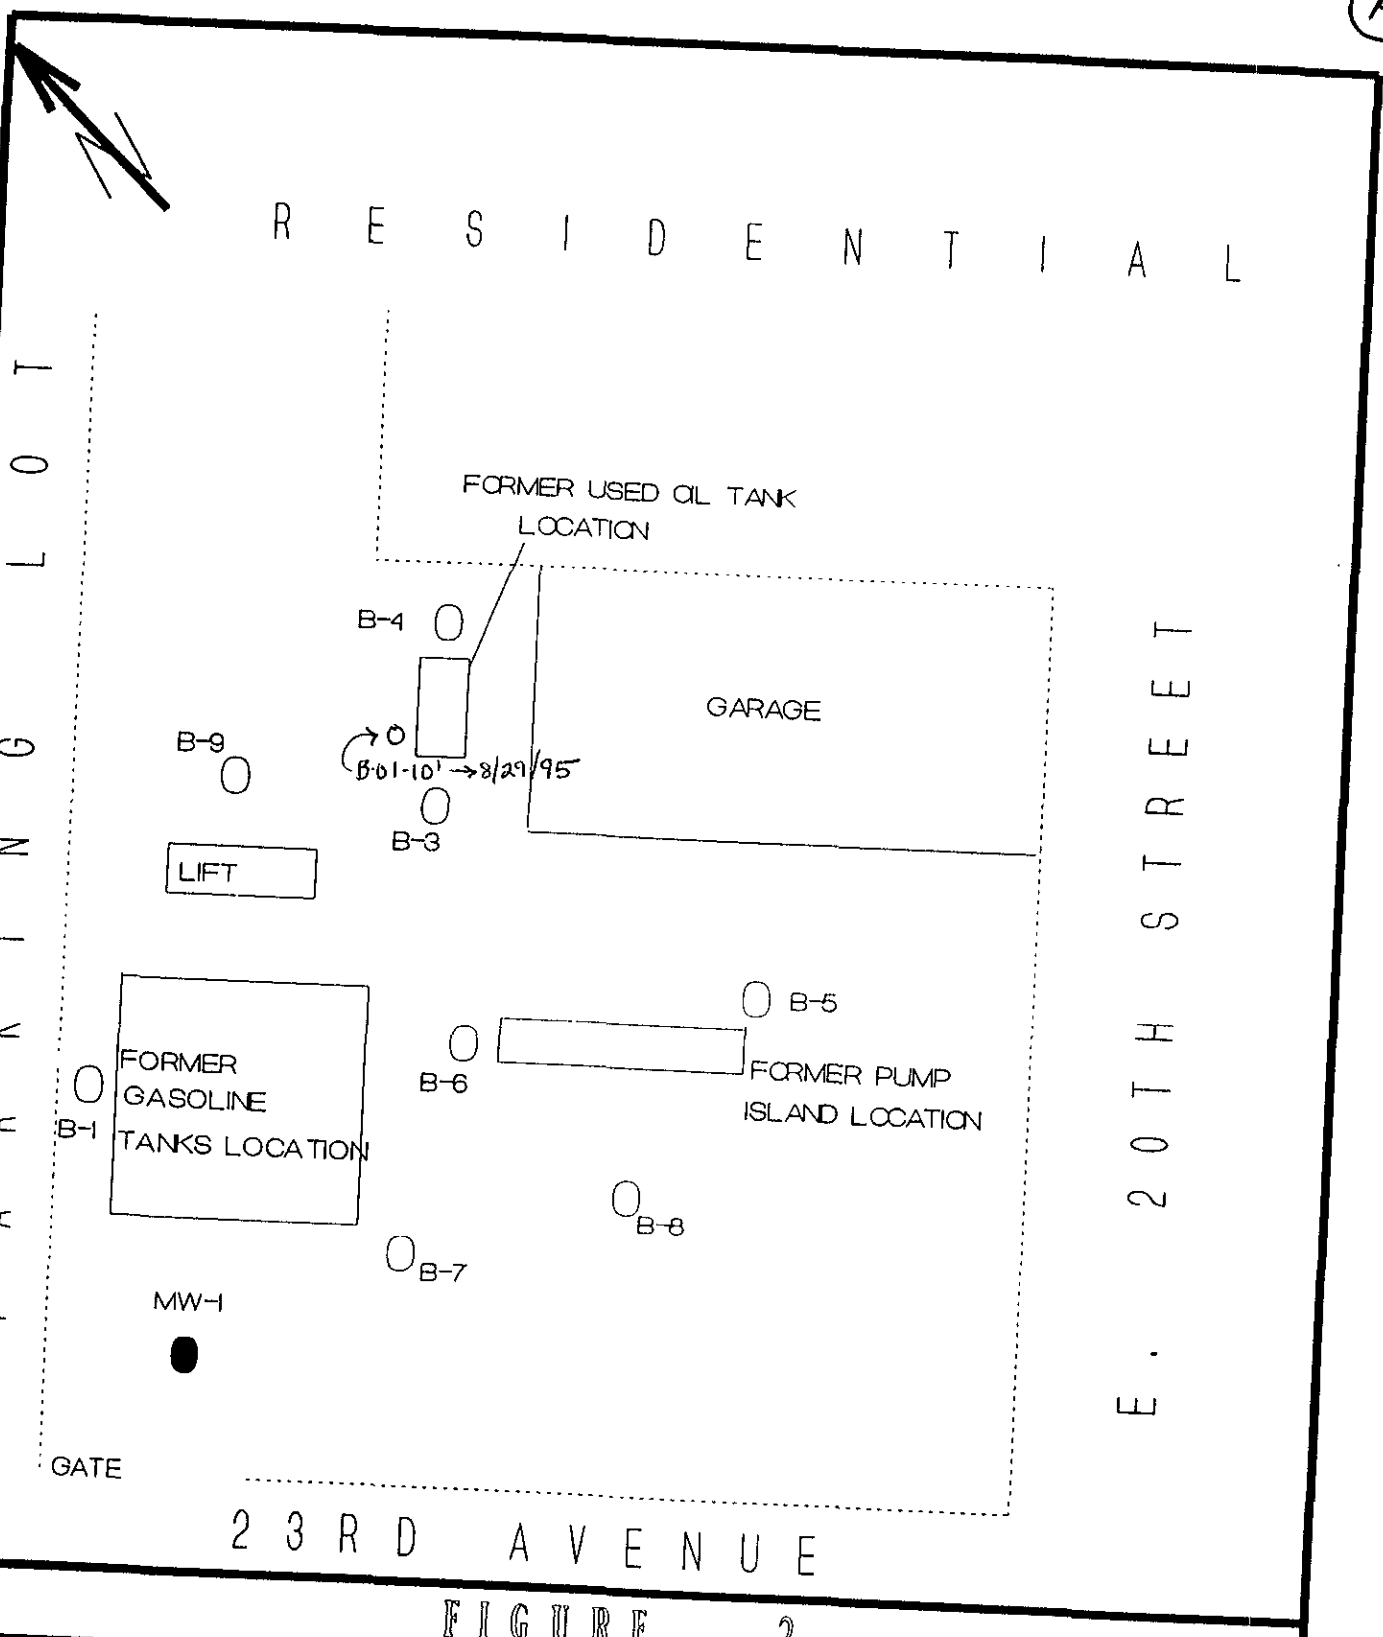 N
RESIDENTIAL
PARKING LOT
FORMER USED OIL TANK
LOCATION
B-4
GARAGE
B-9
B-01-10' → 8/29/95
B-3
LIFT
B-5
FORMER
GASOLINE
TANKS LOCATION
B-6
FORMER PUMP
ISLAND LOCATION
B-1
B-8
B-7
MW-1
E. 20TH STREET
GATE
23RD AVENUE
FIGURE 2